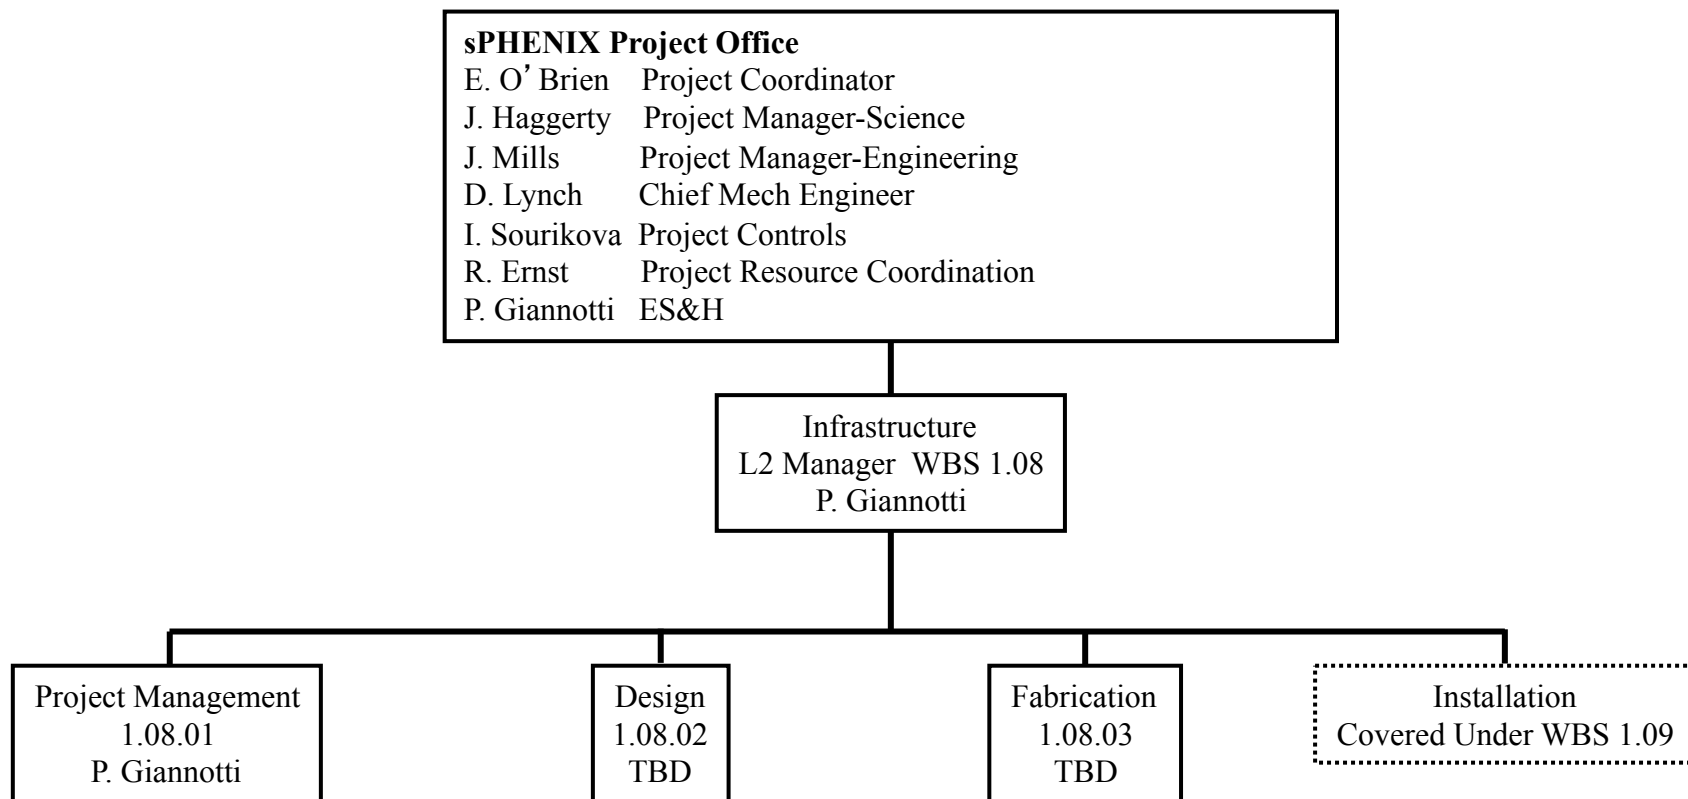 sPHENIX Project Office
E. O’Brien Project Coordinator
J. Haggerty Project Manager-Science
J. Mills Project Manager-Engineering
D. Lynch Chief Mech Engineer
I. Sourikova Project Controls
R. Ernst Project Resource Coordination
P. Giannotti ES&H
Infrastructure
L2 Manager WBS 1.08
P. Giannotti
Project Management
1.08.01
P. Giannotti
Design
1.08.02
TBD
Fabrication
1.08.03
TBD
Installation
Covered Under WBS 1.09